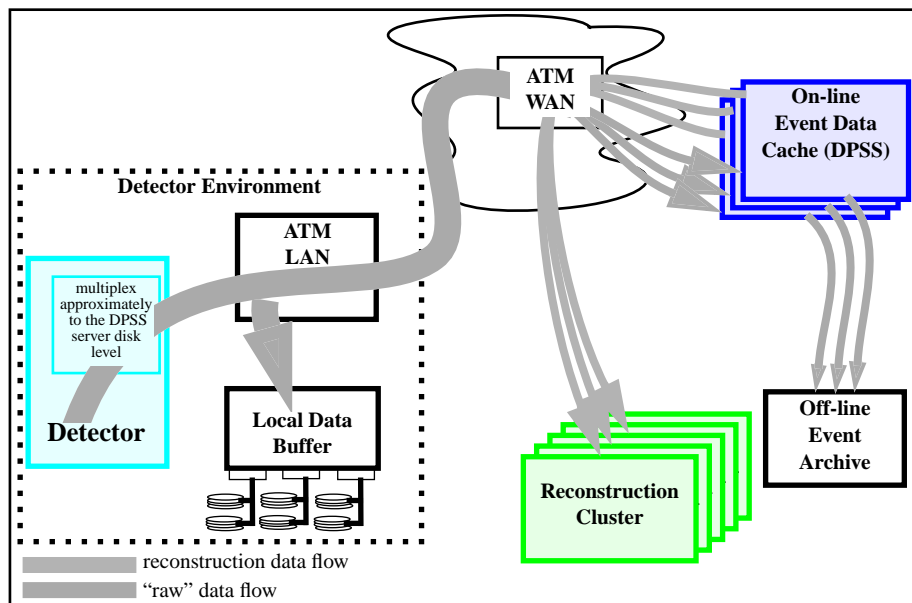 ATM
WAN
On-line
Event Data
Cache (DPSS)
Detector Environment
ATM
LAN
multiplex
approximately
to the DPSS
server disk
level
Detector
Local Data
Buffer
Off-line
Event
Archive
Reconstruction
Cluster
reconstruction data flow
“raw” data flow